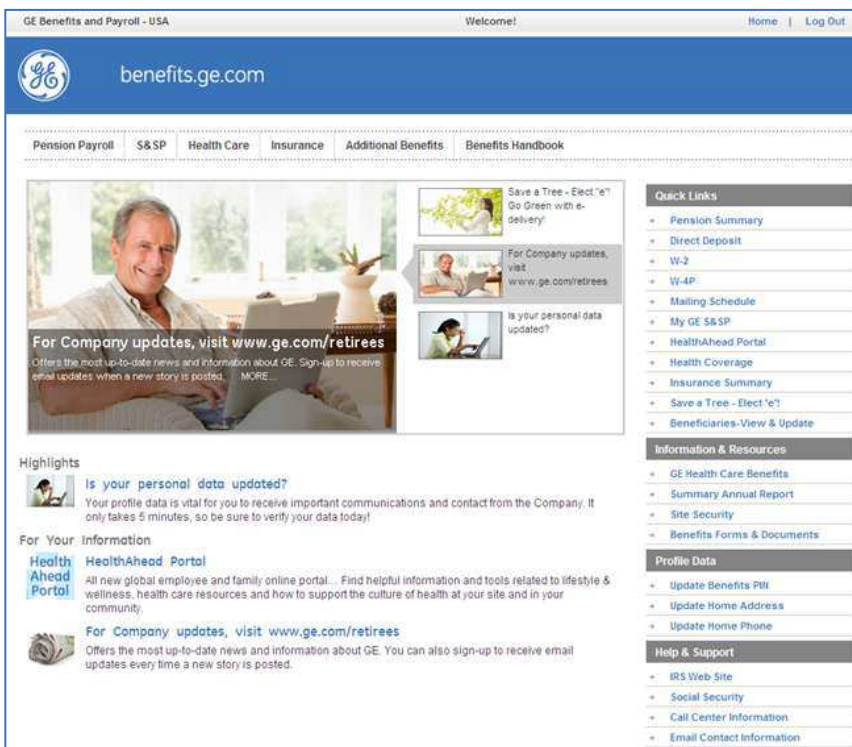 GE Benefits and Payroll - USA
Welcome!
Home | Log Out
GE
benefits.ge.com
Pension Payroll
S&SP
Health Care
Insurance
Additional Benefits
Benefits Handbook
For Company updates, visit www.ge.com/retirees
Offers the most up-to-date news and information about GE. Sign-up to receive
email updates when a new story is posted. MORE...
Save a Tree - Elect "e"!
Go Green with e-
delivery!
For Company updates,
visit
www.ge.com/retirees
Is your personal data
updated?
Highlights
Is your personal data updated?
Your profile data is vital for you to receive important communications and contact from the Company. It
only takes 5 minutes, so be sure to verify your data today!
For Your Information
Health
Ahead
Portal
HealthAhead Portal
All new global employee and family online portal... Find helpful information and tools related to lifestyle &
wellness, health care resources and how to support the culture of health at your site and in your
community.
For Company updates, visit www.ge.com/retirees
Offers the most up-to-date news and information about GE. You can also sign-up to receive email
updates every time a new story is posted.
Quick Links
Pension Summary
Direct Deposit
W-2
W-4P
Mailing Schedule
My GE S&SP
HealthAhead Portal
Health Coverage
Insurance Summary
Save a Tree - Elect 'e'!
Beneficiaries-View & Update
Information & Resources
GE Health Care Benefits
Summary Annual Report
Site Security
Benefits Forms & Documents
Profile Data
Update Benefits PIN
Update Home Address
Update Home Phone
Help & Support
IRS Web Site
Social Security
Call Center Information
Email Contact Information